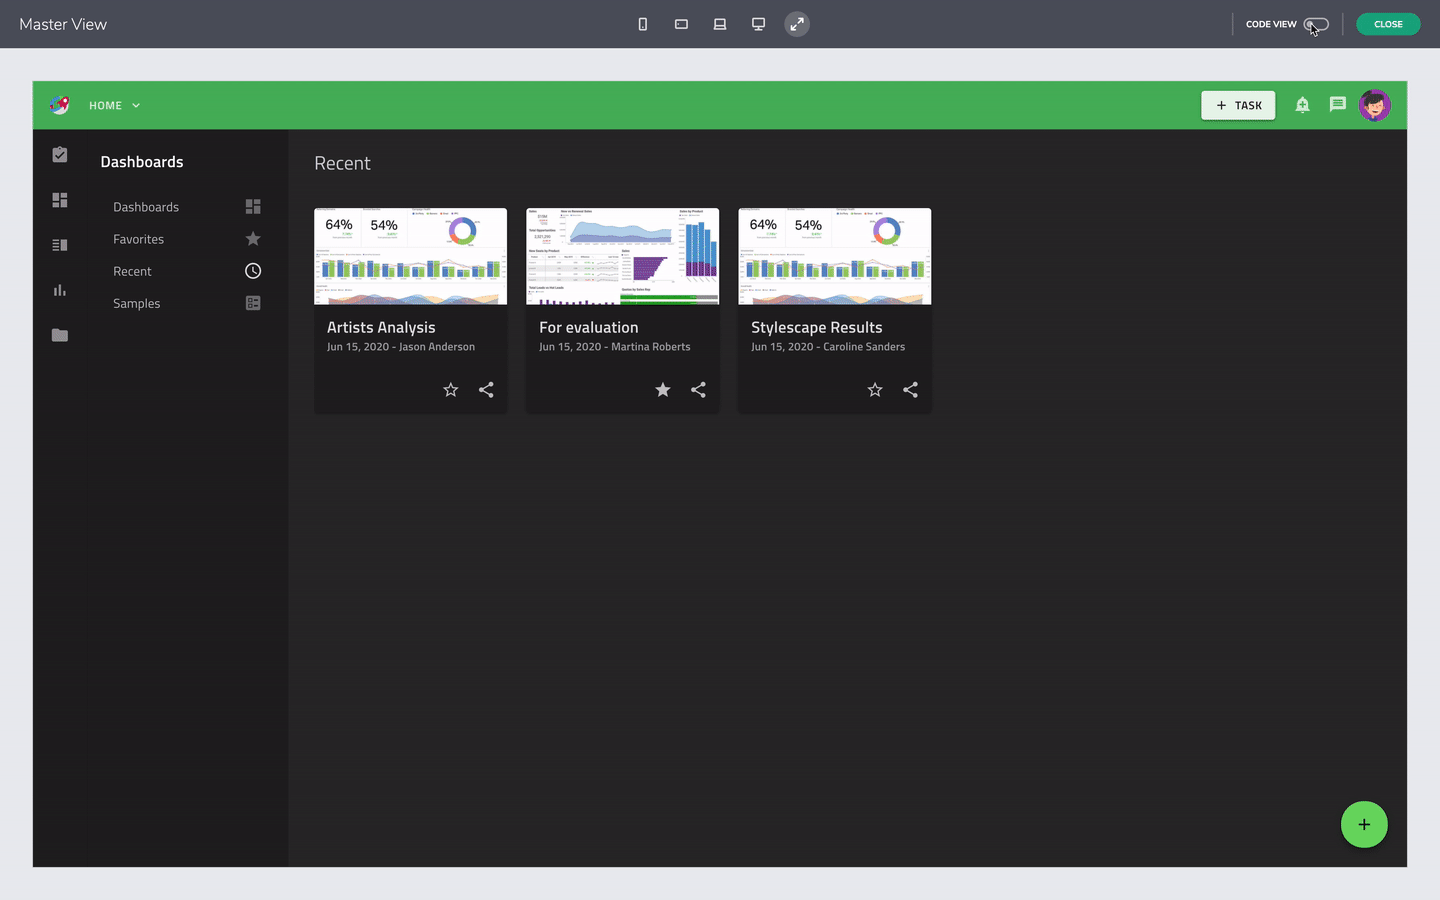 Master View
CODE VIEW
CLOSE
HOME
TASK
Dashboards
Dashboards
Favorites
Recent
Samples
Recent
64%
54%
64%
54%
Artists Analysis
Jun 15, 2020 - Jason Anderson
For evaluation
Jun 15, 2020 - Martina Roberts
Stylescape Results
Jun 15, 2020 - Caroline Sanders